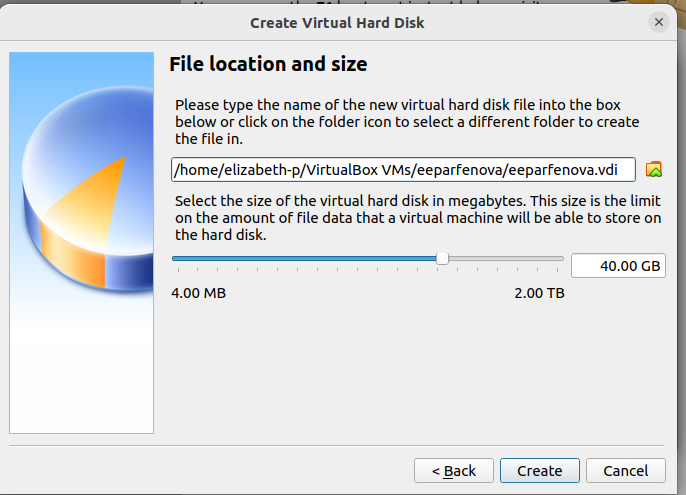 Create Virtual Hard Disk
File location and size
Please type the name of the new virtual hard disk file into the box
below or click on the folder icon to select a different folder to create
the file in.
/home/elizabeth-p/VirtualBox VMs/eeparfenova/eeparfenova.vdi
Select the size of the virtual hard disk in megabytes. This size is the limit
on the amount of file data that a virtual machine will be able to store on
the hard disk.
40.00 GB
4.00 MB
2.00 TB
< Back
Create
Cancel